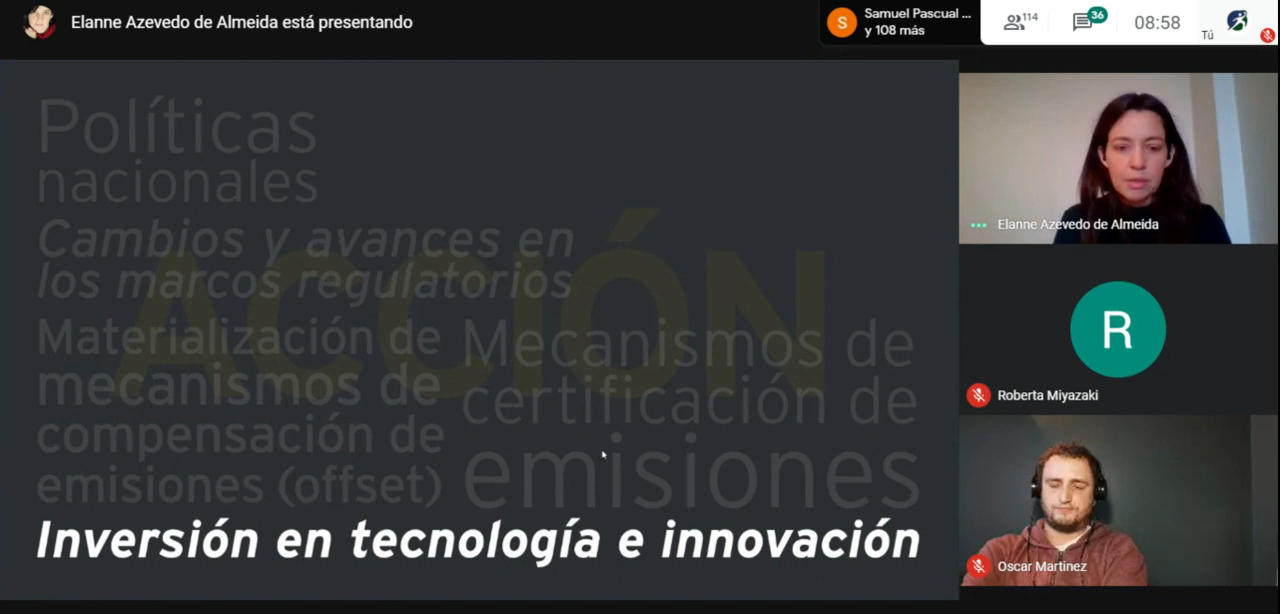 Elanne Azevedo de Almeida está presentando
S
Samuel Pascual ...
y 108 más
114
36
08:58
Tú
Políticas
nacionales
Cambios y avances en
los marcos regulatorios
ACCIÓN
Materialización de
mecanismos de
compensación de
emisiones (offset)
Mecanismos de
certificación de
emisiones
Inversión en tecnología e innovación
Elanne Azevedo de Almeida
R
Roberta Miyazaki
Oscar Martinez